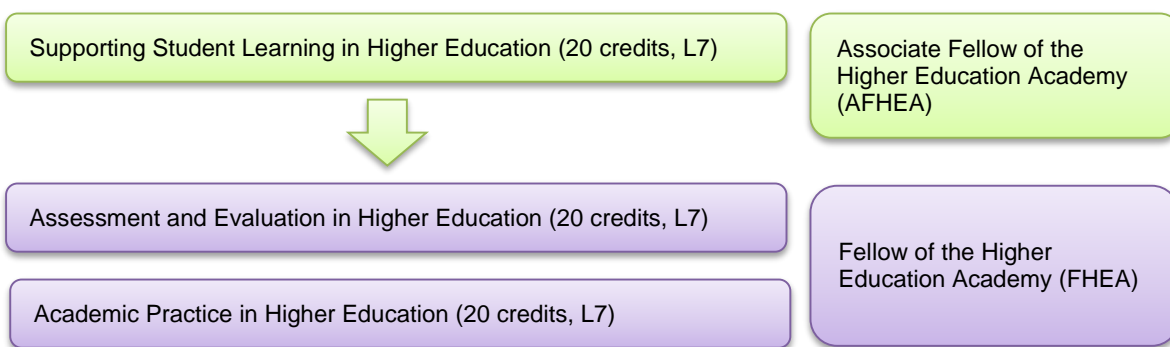 Supporting Student Learning in Higher Education (20 credits, L7)
Associate Fellow of the
Higher Education Academy
(AFHEA)
Assessment and Evaluation in Higher Education (20 credits, L7)
Academic Practice in Higher Education (20 credits, L7)
Fellow of the Higher
Education Academy (FHEA)